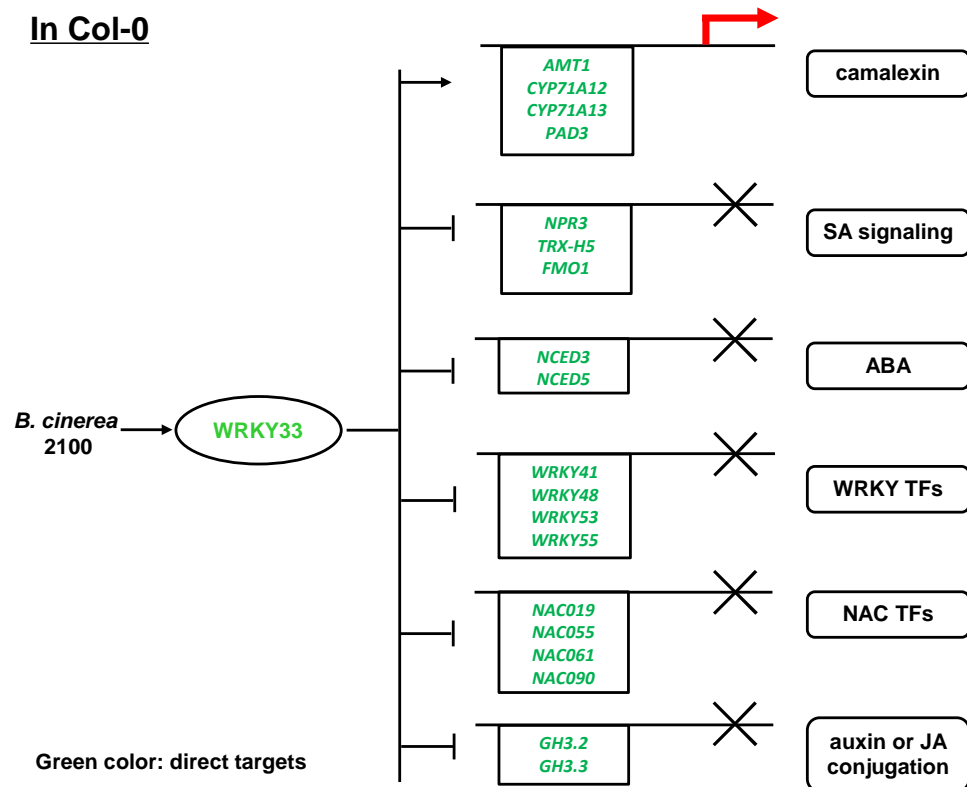 In Col-0
AMT1
CYP71A12
CYP71A13
PAD3
camalexin
NPR3
TRX-H5
FMO1
SA signaling
NCED3
NCED5
ABA
B. cinerea
2100
WRKY33
WRKY41
WRKY48
WRKY53
WRKY55
WRKY TFs
NAC019
NAC055
NAC061
NAC090
NAC TFs
GH3.2
GH3.3
auxin or JA
conjugation
Green color: direct targets